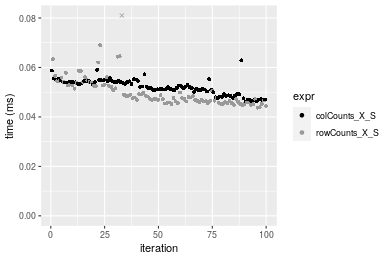 0.08
0.06
0.04
0.02
0.00
time (ms)
0
25
50
75
100
iteration
expr
colCounts_X_S
rowCounts_X_S